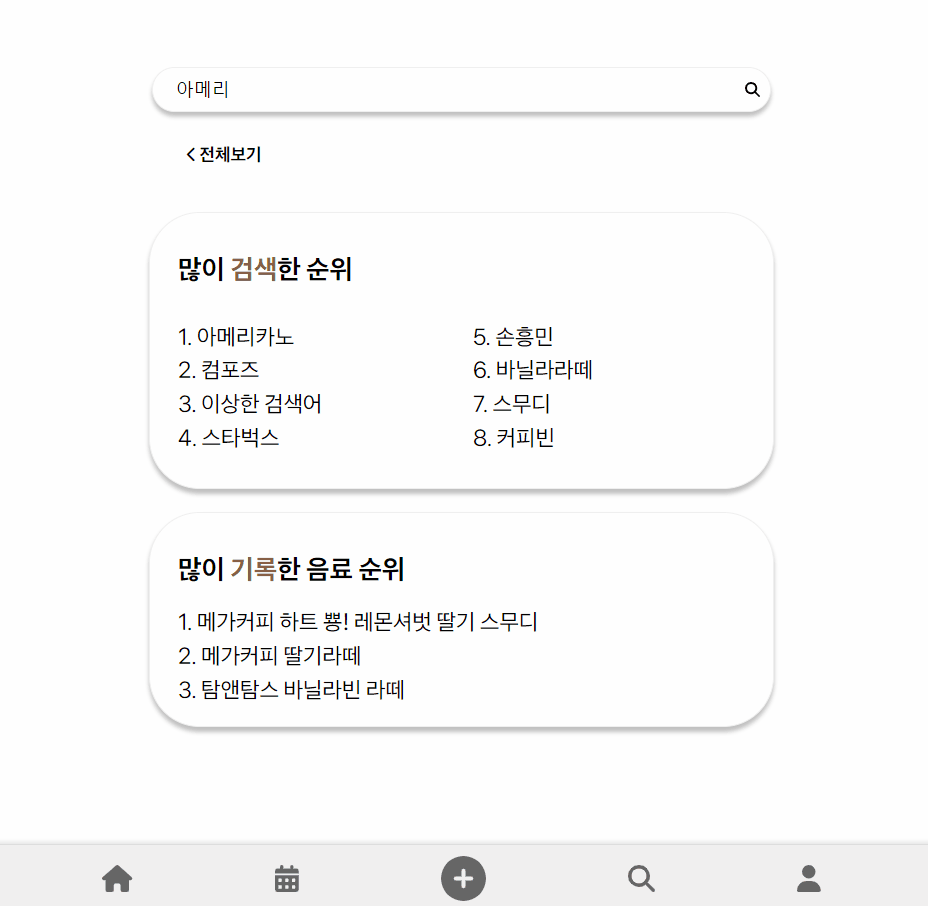 아메리
전체보기
많이 검색한 순위
1. 아메리카노
2. 컴포즈
3. 이상한 검색어
4. 스타벅스
5. 손흥민
6. 바닐라라떼
7. 스무디
8. 커피빈
많이 기록한 음료 순위
1. 메가커피 하트 뿅! 레몬셔벗 딸기 스무디
2. 메가커피 딸기라떼
3. 탐앤탐스 바닐라빈 라떼